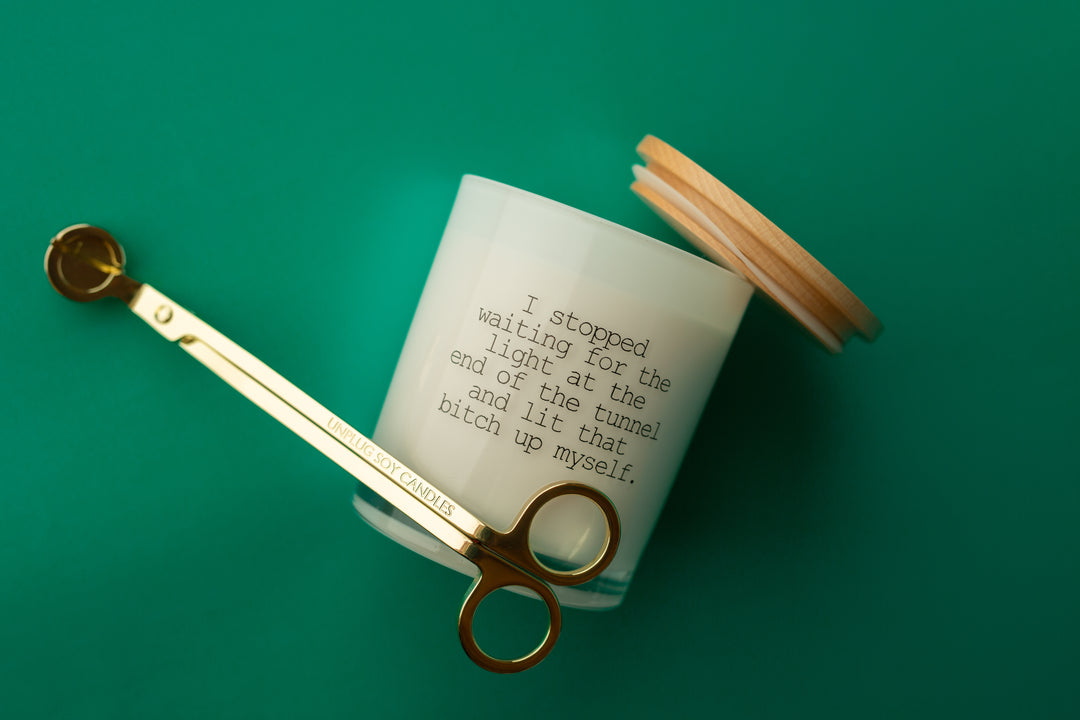 I stopped
waiting for the
light at the
end of the tunnel
and lit that
bitch up myself.
UNPLUG SOY CANDLES